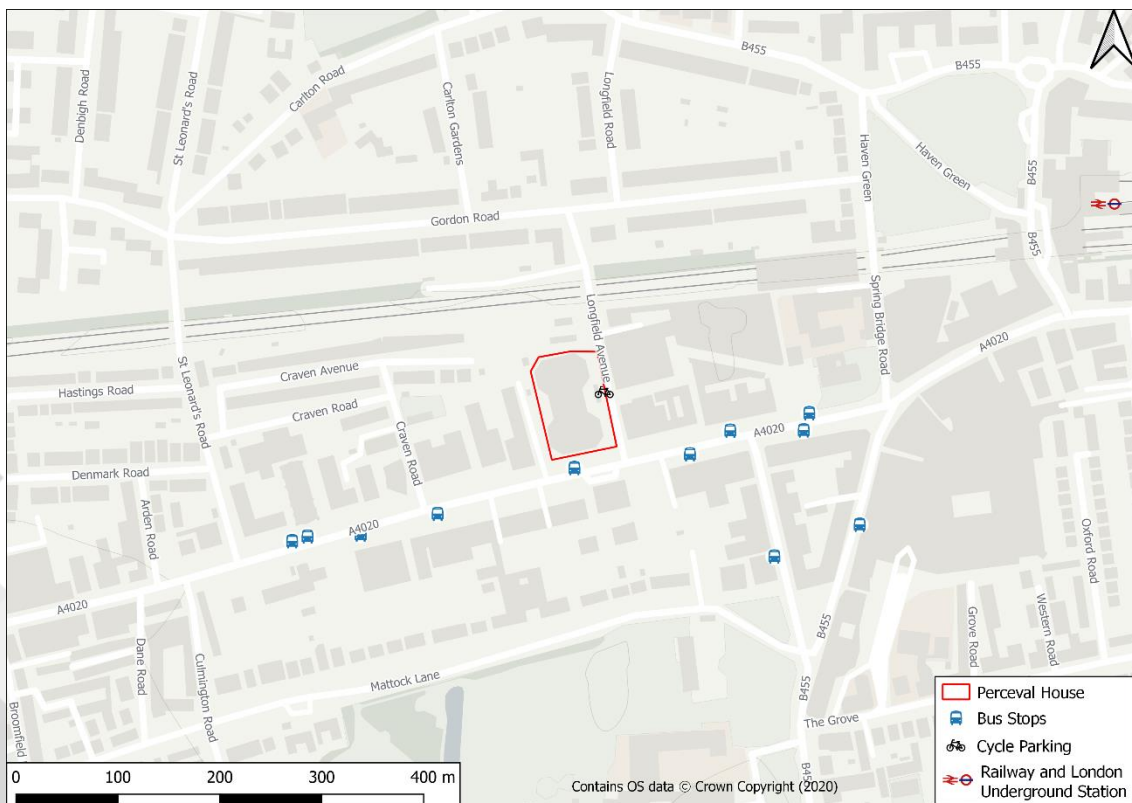 B455
B455
Denbigh Road
St Leonard's Road
Carlton Road
Carlton Gardens
Longfield Road
Haven Green
Haven Green
B455
Gordon Road
B455
Longfield Avenue
Spring Bridge Road
A4020
Hastings Road
Craven Avenue
St Leonard's Road
Craven Road
Craven Road
A4020
Denmark Road
Arden Road
A4020
Oxford Road
A4020
Dane Road
Culmington Road
Mattock Lane
B455
Grove Road
Western Road
B455
The Grove
Broomfield
Perceval House
Bus Stops
Cycle Parking
Railway and London
Underground Station
0 100 200 300 400 m
Contains OS data © Crown Copyright (2020)